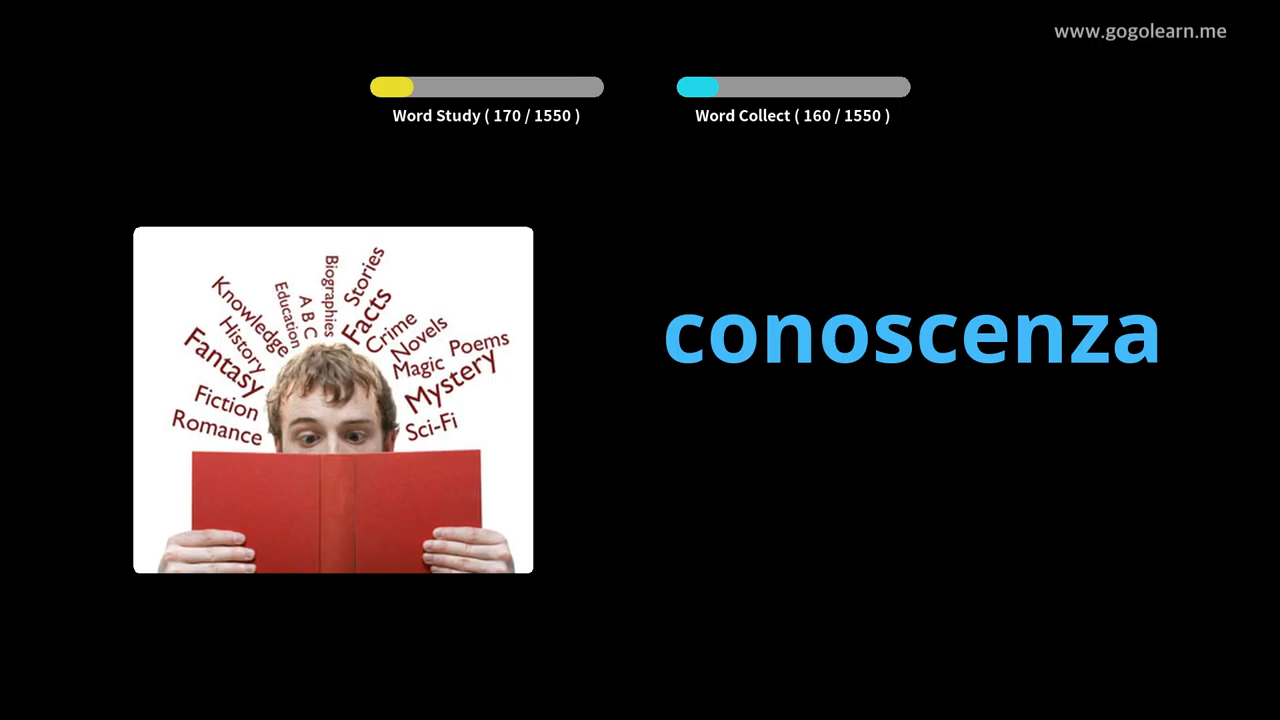 www.gogolearn.me
Word Study ( 170 / 1550 )
Word Collect ( 160 / 1550 )
Biographies
Stories
Education
A B C
Facts
Knowledge
Crime
History
Novels
Fantasy
Magic
Poems
Mystery
Fiction
Romance
Sci-Fi
conoscenza